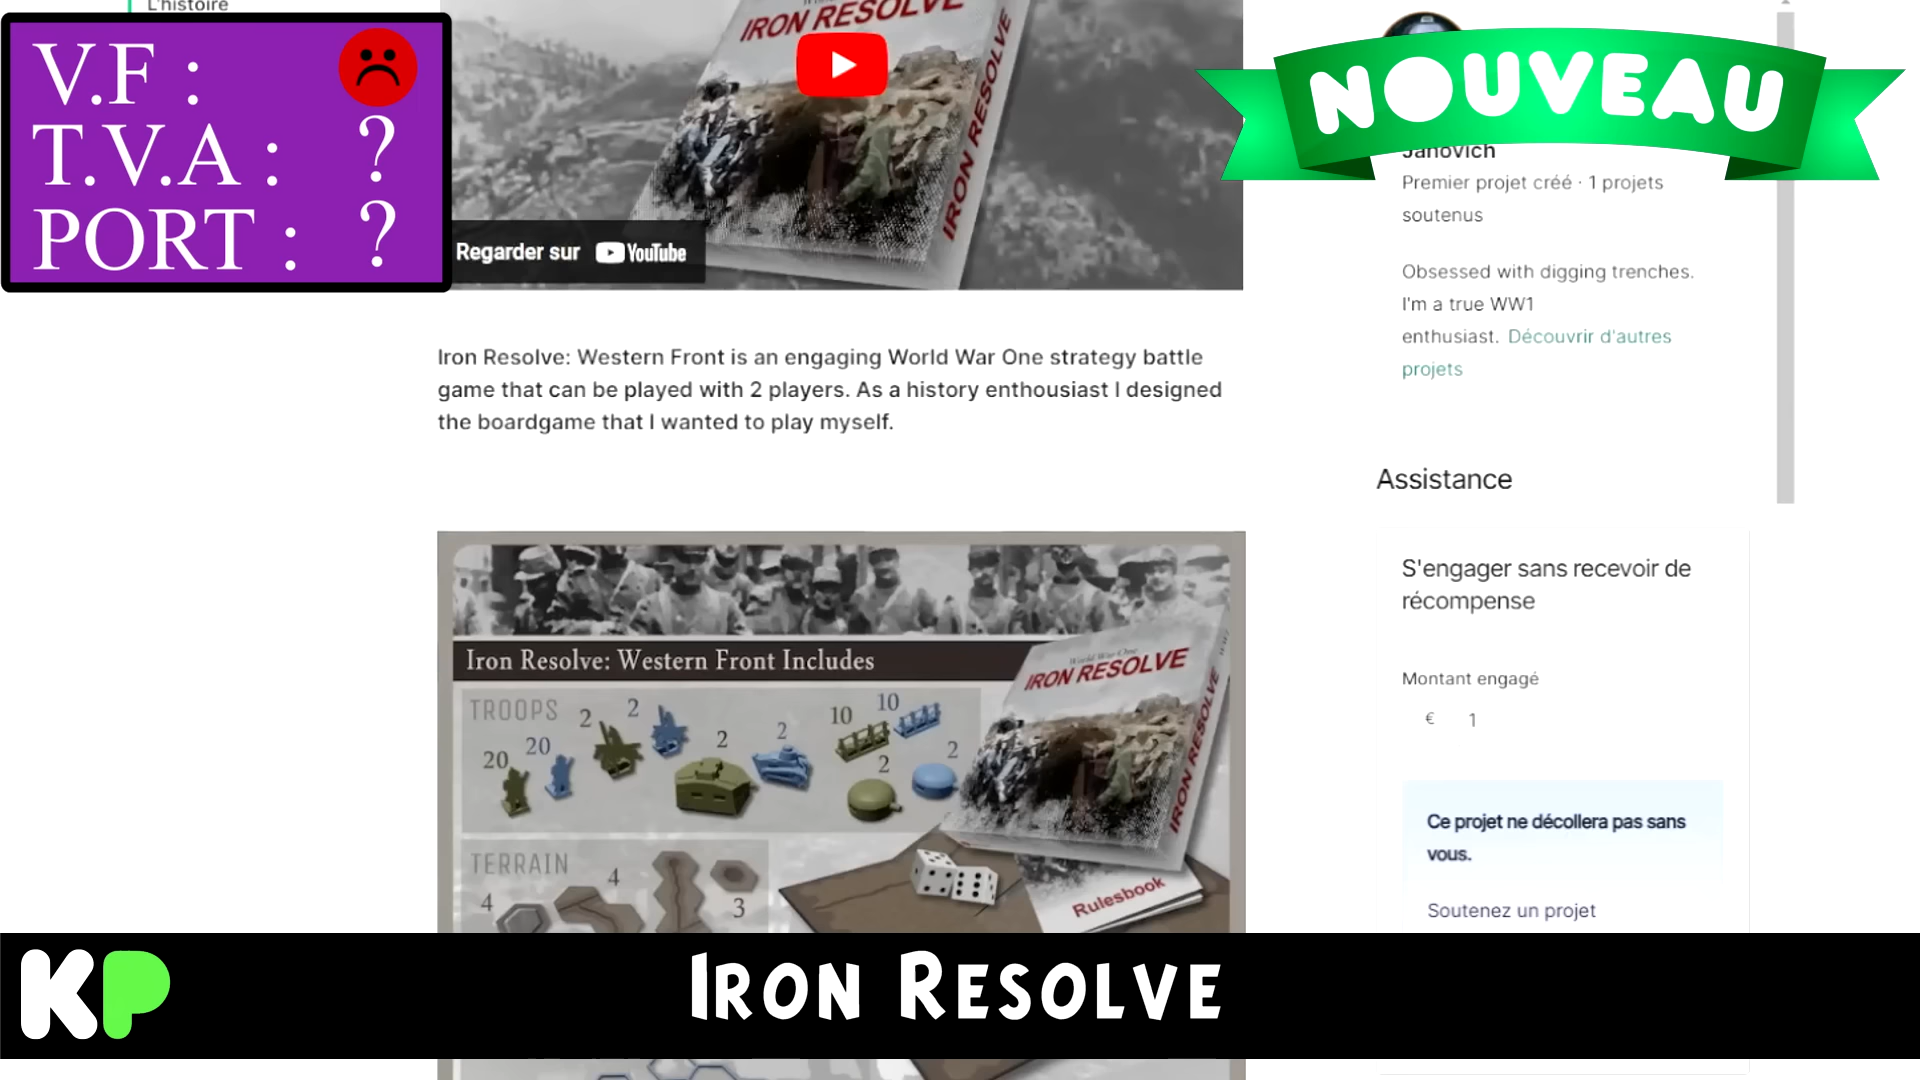 L'histoire
V.F :
T.V.A : ?
PORT : ?
IRON RESOLVE
IRON RESOLVE
Regarder sur YouTube
NOUVEAU
Janovich
Premier projet créé · 1 projets
soutenus
Obsessed with digging trenches.
I'm a true WW1
enthusiast. Découvrir d'autres
projets
Iron Resolve: Western Front is an engaging World War One strategy battle
game that can be played with 2 players. As a history enthousiast I designed
the boardgame that I wanted to play myself.
Assistance
S'engager sans recevoir de
récompense
Montant engagé
€ 1
Ce projet ne décollera pas sans
vous.
Soutenez un projet
Iron Resolve: Western Front Includes
World War One
IRON RESOLVE
IRON RESOLVE
TROOPS
20 20 2 2 2 2 10 10 2 2
TERRAIN
4 4 3
Rulesbook
KP
IRON RESOLVE